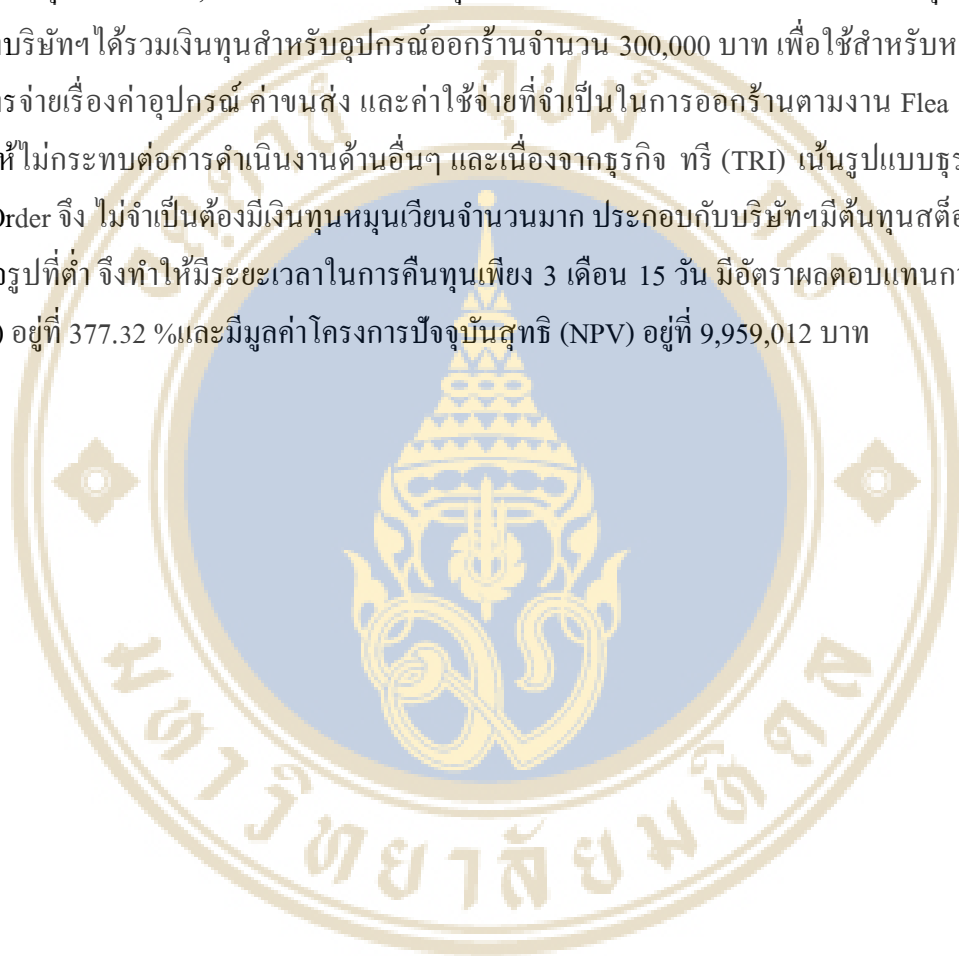 บริษัทฯได้รวมเงินทุนสำหรับอุปกรณ์ออกร้านจำนวน 300,000 บาท เพื่อใช้สำหรับ
จ่ายเรื่องค่าอุปกรณ์ ค่าขนส่ง และค่าใช้จ่ายที่จำเป็นในการออกร้านตามงาน Flea
ไม่กระทบต่อการดำเนินงานด้านอื่นๆ และเนื่องจากธุรกิจ ทรี (TRI) เน้นรูปแบบ
Order จึง ไม่จำเป็นต้องมีเงินทุนหมุนเวียนจำนวนมาก ประกอบกับบริษัทฯมีต้นทุน
รูปที่ต่ำ จึงทำให้มีระยะเวลาในการคืนทุนเพียง 3 เดือน 15 วัน มีอัตราผลตอบแทน
) อยู่ที่ 377.32 %และมีมูลค่าโครงการปัจจุบันสุทธิ (NPV) อยู่ที่ 9,959,012 บาท
มหาวิทยาลัยมหิดล